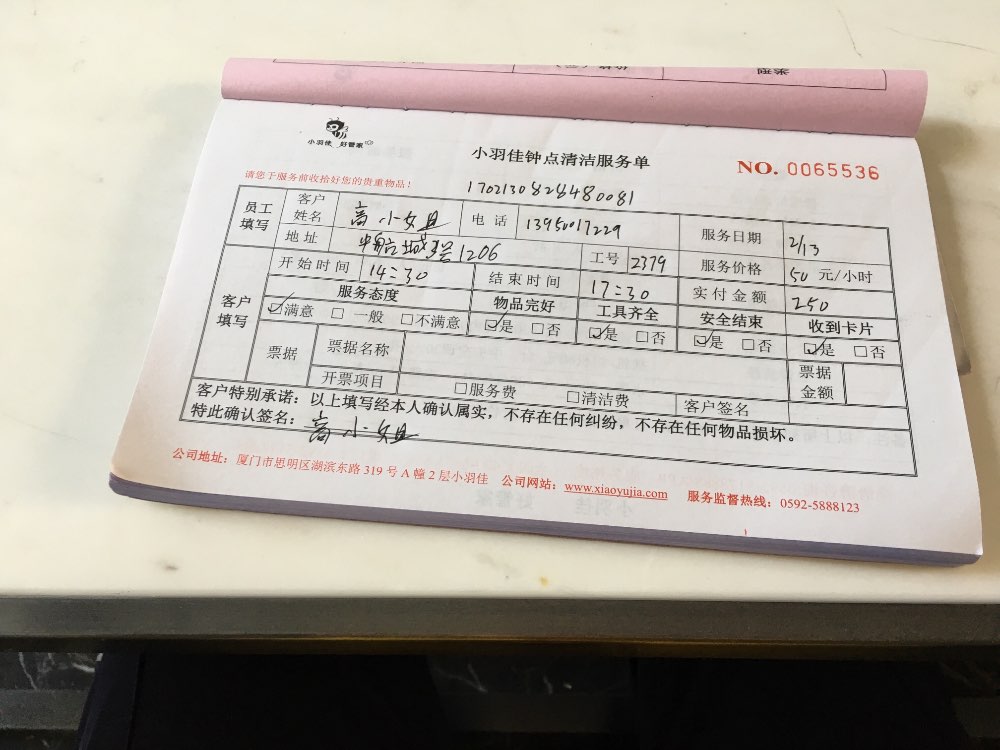 小羽佳 好管家
小羽佳钟点清洁服务单
NO. 0065536
请您于服务前收拾好您的贵重物品！
1702130828480081
员工填写 客户姓名 高小姐 电话 13950017229 服务日期 2/13
地址 1206 工号 2379 服务价格 50 元/小时
客户填写 开始时间 14:30 结束时间 17:30 实付金额 250
服务态度 物品完好 工具齐全 安全结束 收到卡片
☑满意 □一般 □不满意 ☑是 □否 ☑是 □否 ☑是 □否 ☑是 □否
票据 票据名称 票据金额
开票项目 □服务费 □清洁费 客户签名
客户特别承诺：以上填写经本人确认属实，不存在任何纠纷，不存在任何物品损坏。
特此确认签名：高小姐
公司地址：厦门市思明区湖滨东路 319 号 A 幢 2 层小羽佳 公司网站：www.xiaoyujia.com 服务监督热线：0592-5888123